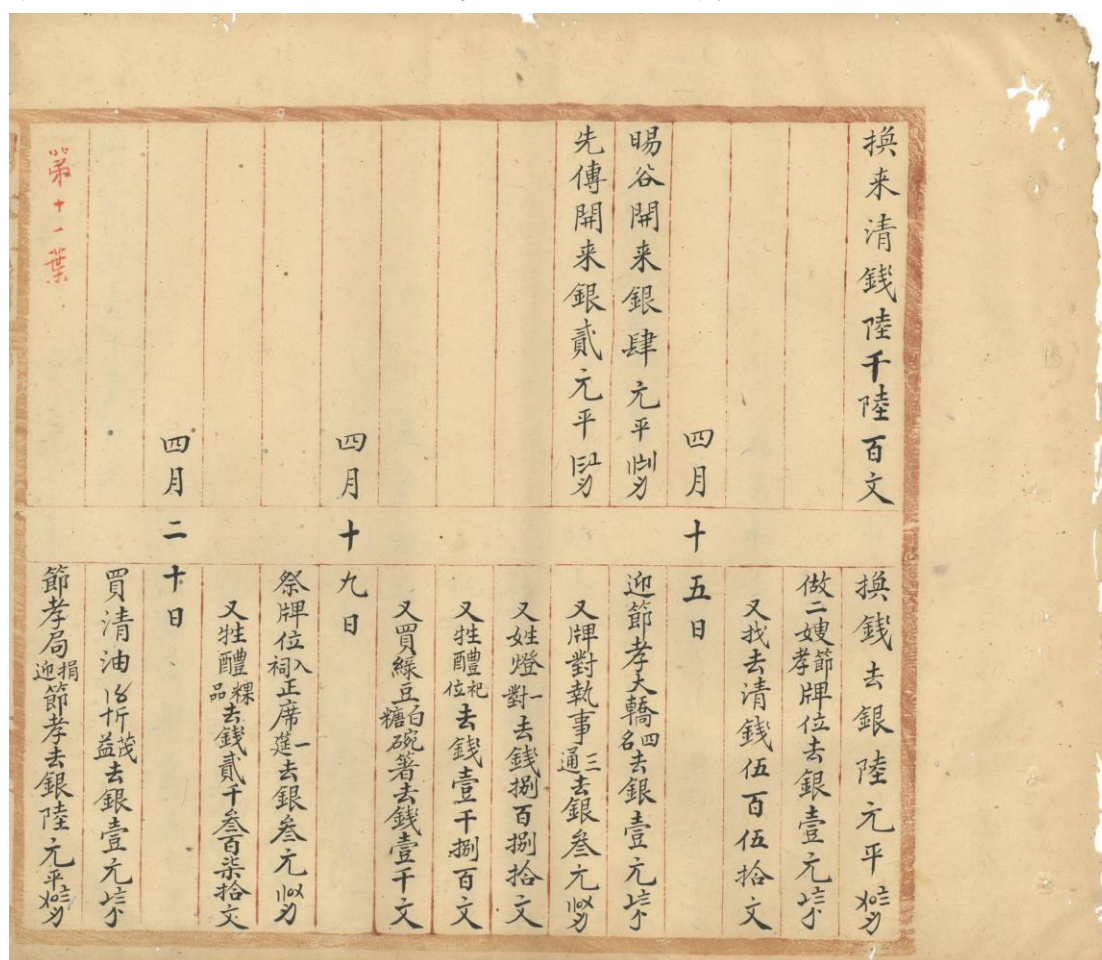 換来清錢陸千陸百文
換錢去銀陸元平
做二嫂節孝牌位去銀壹元
又找去清錢伍百伍拾文
四月十五日
暘谷開来銀肆元平
迎節孝大轎四名去銀壹元
先傳開来銀貳元平
又牌對執事三通去銀叁元
又姓燈一對去錢捌百捌拾文
又牲醴祀位去錢壹千捌百文
又買綠豆白糖碗箸去錢壹千文
四月十九日
祭牌位入祠正席一筵去銀叁元
又牲醴粿品去錢貳千叁百柒拾文
四月二十日
買清油斤茂益去銀壹元
節孝局捐迎節孝去銀陸元平
第十一葉